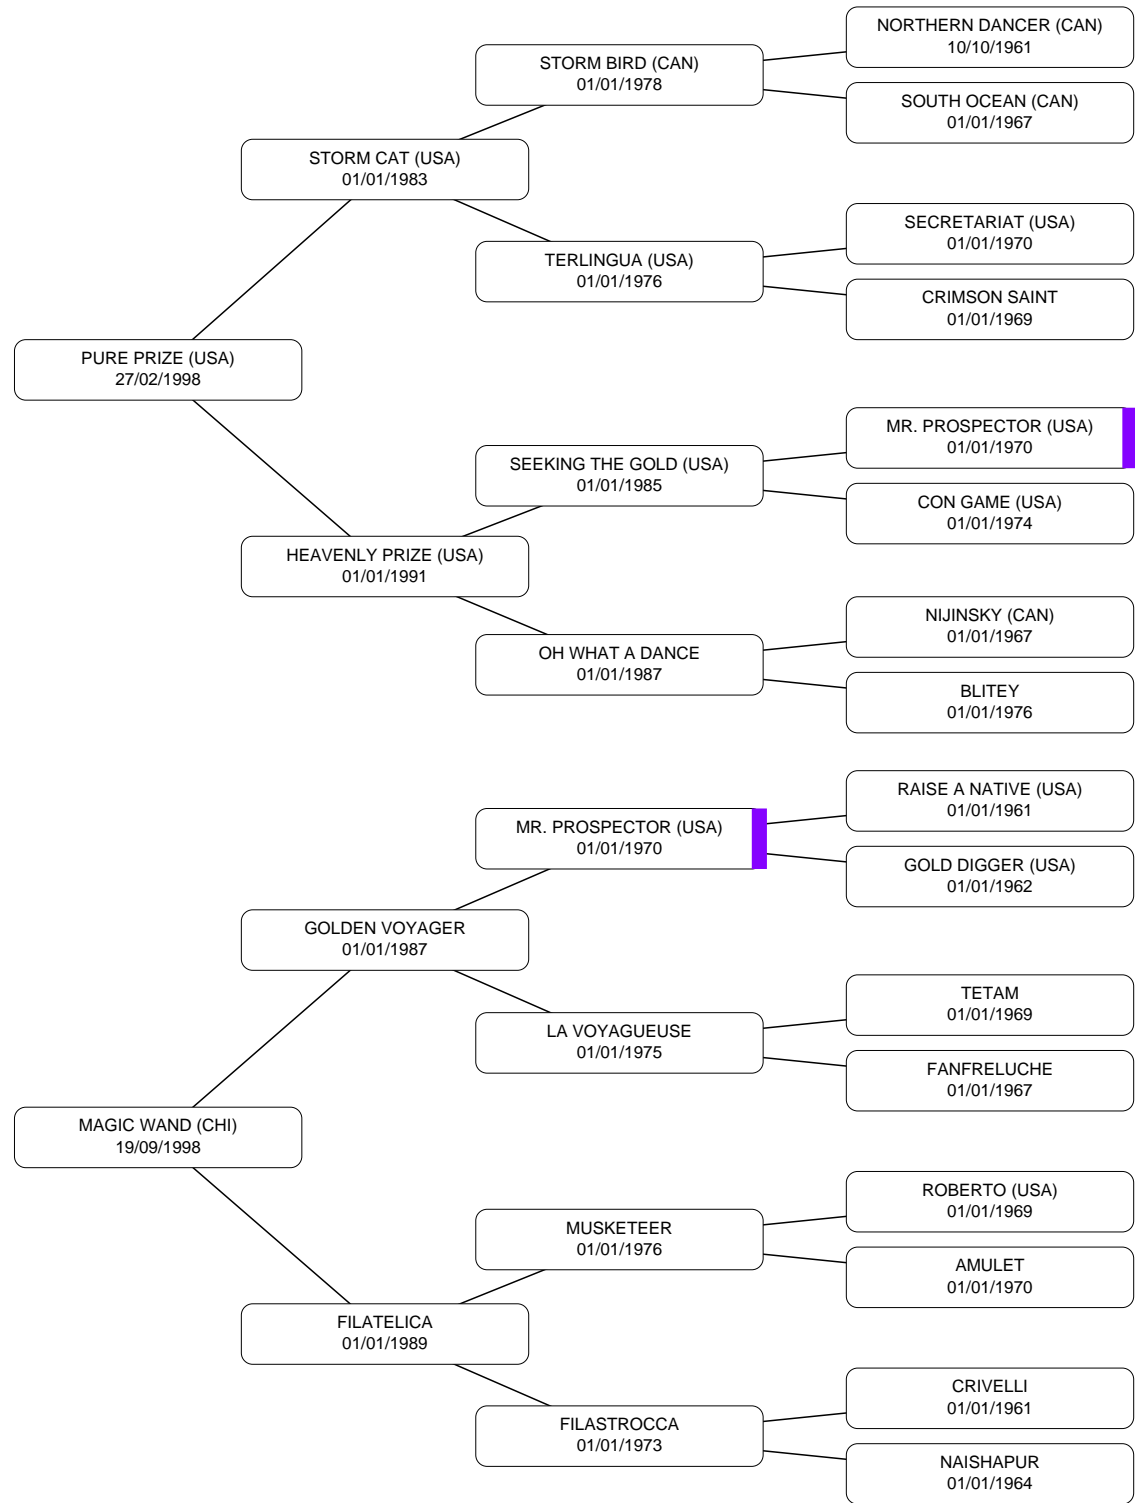 NORTHERN DANCER (CAN)
10/10/1961
STORM BIRD (CAN)
01/01/1978
SOUTH OCEAN (CAN)
01/01/1967
STORM CAT (USA)
01/01/1983
SECRETARIAT (USA)
01/01/1970
TERLINGUA (USA)
01/01/1976
CRIMSON SAINT
01/01/1969
PURE PRIZE (USA)
27/02/1998
MR. PROSPECTOR (USA)
01/01/1970
SEEKING THE GOLD (USA)
01/01/1985
CON GAME (USA)
01/01/1974
HEAVENLY PRIZE (USA)
01/01/1991
NIJINSKY (CAN)
01/01/1967
OH WHAT A DANCE
01/01/1987
BLITEY
01/01/1976
RAISE A NATIVE (USA)
01/01/1961
MR. PROSPECTOR (USA)
01/01/1970
GOLD DIGGER (USA)
01/01/1962
GOLDEN VOYAGER
01/01/1987
TETAM
01/01/1969
LA VOYAGUEUSE
01/01/1975
FANFRELUCHE
01/01/1967
MAGIC WAND (CHI)
19/09/1998
ROBERTO (USA)
01/01/1969
MUSKETEER
01/01/1976
AMULET
01/01/1970
FILATELICA
01/01/1989
CRIVELLI
01/01/1961
FILASTROCCA
01/01/1973
NAISHAPUR
01/01/1964